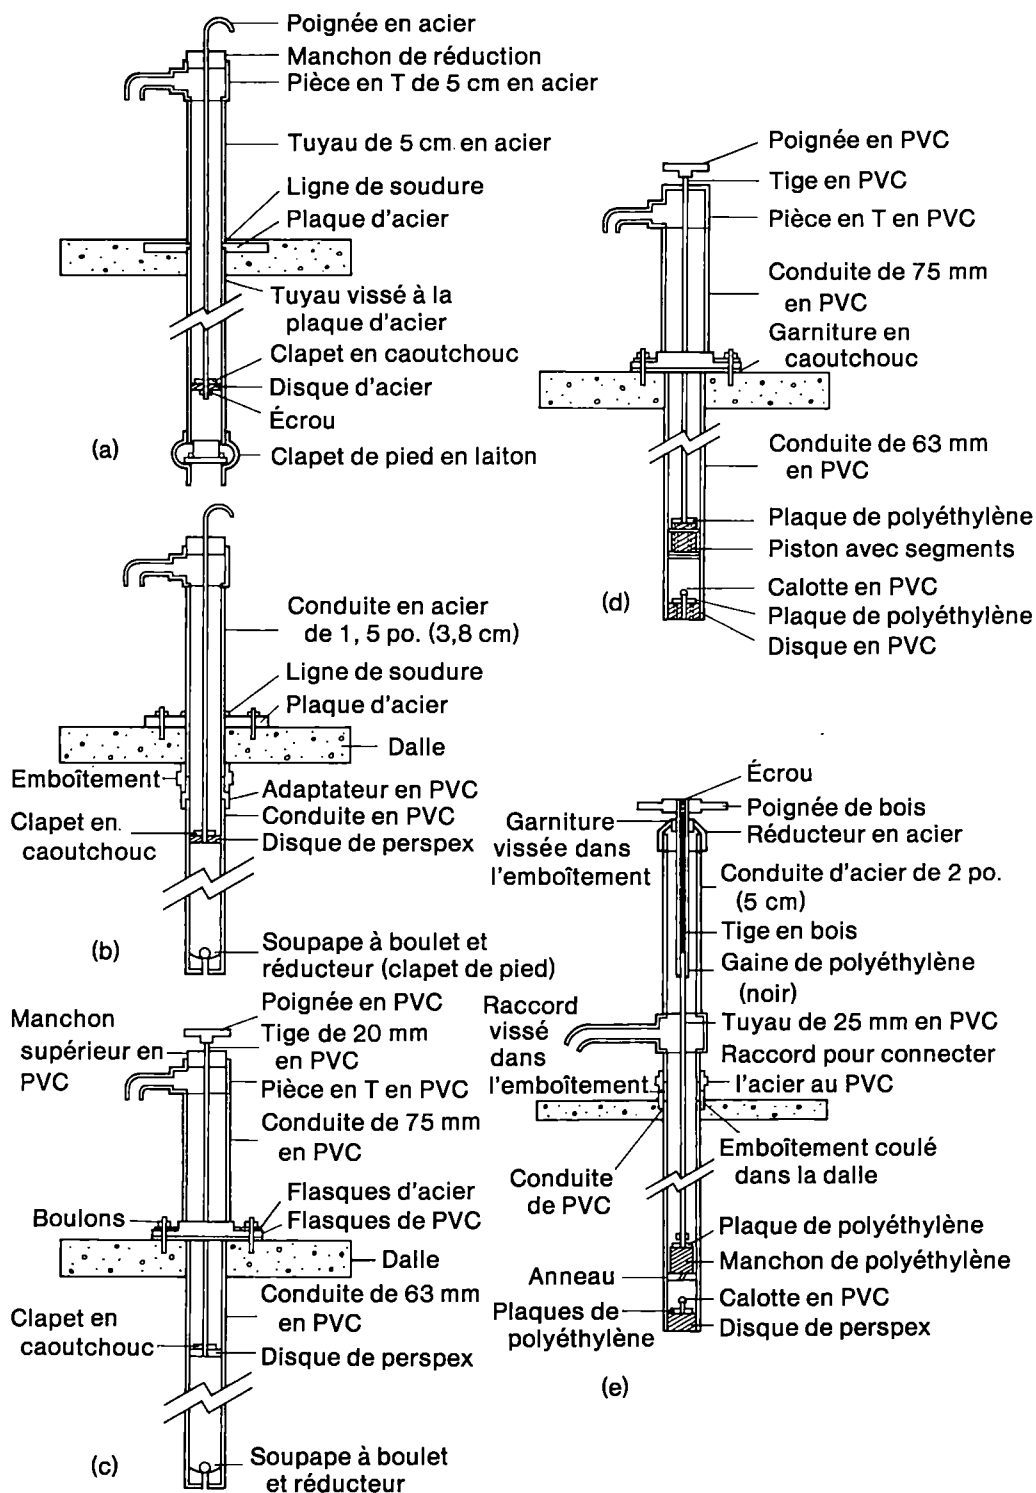 Poignée en acier
Manchon de réduction
Pièce en T de 5 cm en acier
Tuyau de 5 cm en acier
Ligne de soudure
Plaque d'acier
Tuyau vissé à la
plaque d'acier
Clapet en caoutchouc
Disque d'acier
Écrou
(a)
Clapet de pied en laiton
Conduite en acier
de 1, 5 po. (3,8 cm)
Ligne de soudure
Plaque d'acier
Dalle
Emboîtement
Adaptateur en PVC
Conduite en PVC
Clapet en
caoutchouc
Disque de perspex
(b)
Soupape à boulet et
réducteur (clapet de pied)
Poignée en PVC
Manchon
supérieur en
PVC
Tige de 20 mm
en PVC
Pièce en T en PVC
Conduite de 75 mm
en PVC
Flasques d'acier
Boulons
Flasques de PVC
Dalle
Conduite de 63 mm
en PVC
Clapet en
caoutchouc
Disque de perspex
(c)
Soupape à boulet
et réducteur
Poignée en PVC
Tige en PVC
Pièce en T en PVC
Conduite de 75 mm
en PVC
Garniture en
caoutchouc
Conduite de 63 mm
en PVC
Plaque de polyéthylène
Piston avec segments
Calotte en PVC
(d)
Plaque de polyéthylène
Disque en PVC
Écrou
Poignée de bois
Garniture
vissée dans
l'emboîtement
Réducteur en acier
Conduite d'acier de 2 po.
(5 cm)
Tige en bois
Gaine de polyéthylène
(noir)
Raccord
vissé
dans
l'emboîtement
Tuyau de 25 mm en PVC
Raccord pour connecter
l'acier au PVC
Emboîtement coulé
dans la dalle
Conduite
de PVC
Plaque de polyéthylène
Manchon de polyéthylène
Anneau
Calotte en PVC
Plaques de
polyéthylène
Disque de perspex
(e)